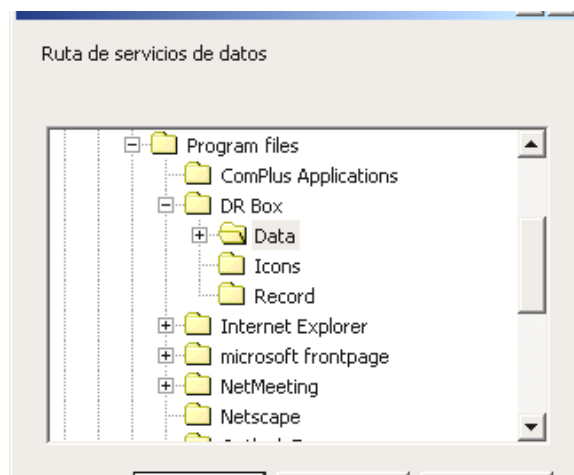 Ruta de servicios de datos
Program files
ComPlus Applications
DR Box
Data
Icons
Record
Internet Explorer
microsoft frontpage
NetMeeting
Netscape